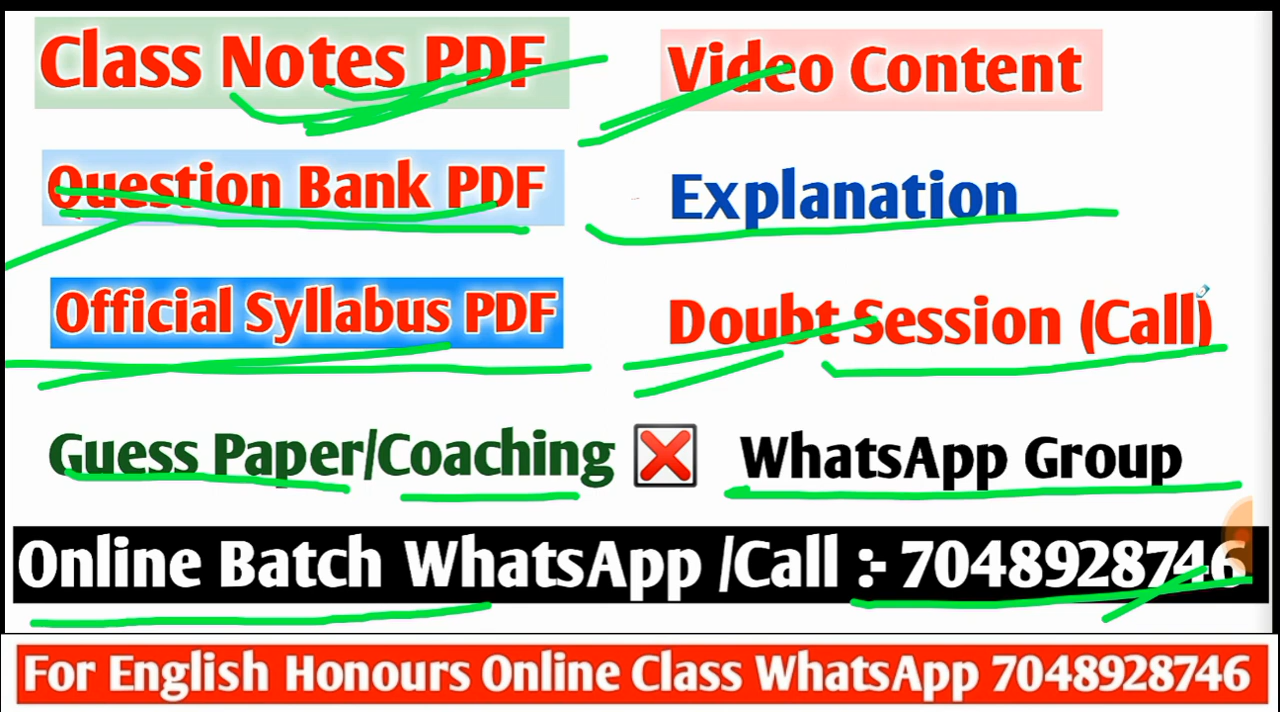 Class Notes PDF
Video Content
Question Bank PDF
Explanation
Official Syllabus PDF
Doubt Session (Call)
Guess Paper/Coaching ❌ WhatsApp Group
Online Batch WhatsApp /Call :- 7048928746
For English Honours Online Class WhatsApp 7048928746